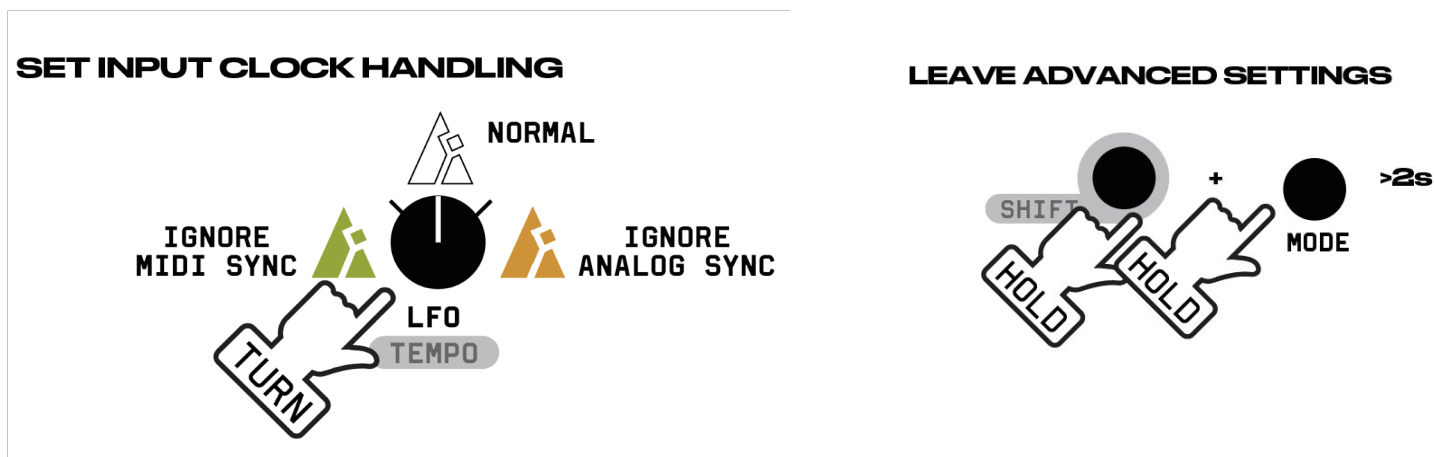 SET INPUT CLOCK HANDLING
NORMAL
IGNORE
MIDI SYNC
IGNORE
ANALOG SYNC
LFO
TEMPO
TURN
LEAVE ADVANCED SETTINGS
SHIFT
+
>2s
MODE
HOLD
HOLD